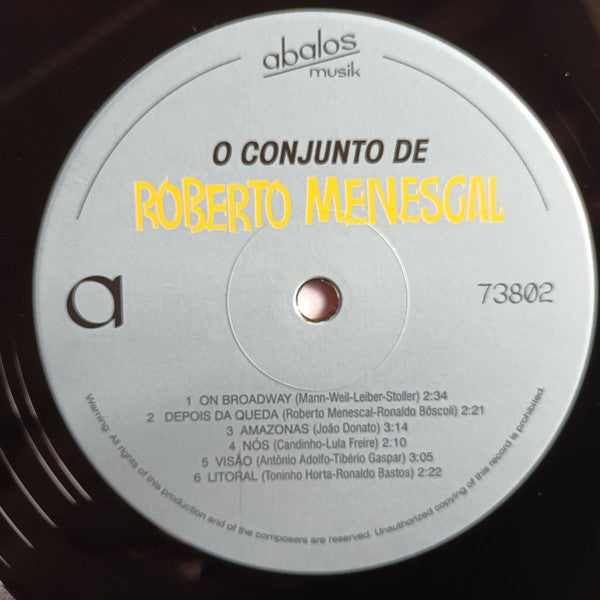 abalos
musik
O CONJUNTO DE
ROBERTO MENESCAL
a
73802
1 ON BROADWAY (Mann-Weil-Leiber-Stoller) 2:34
2 DEPOIS DA QUEDA (Roberto Menescal-Ronaldo Bôscoli) 2:21
3 AMAZONAS (João Donato) 3:14
4 NÓS (Candinho-Lula Freire) 2:10
5 VISÃO (Antônio Adolfo-Tibério Gaspar) 3:05
6 LITORAL (Toninho Horta-Ronaldo Bastos) 2:22
Warning: All rights of this production and of the composers are reserved. Unauthorized copying of this record is prohibited.